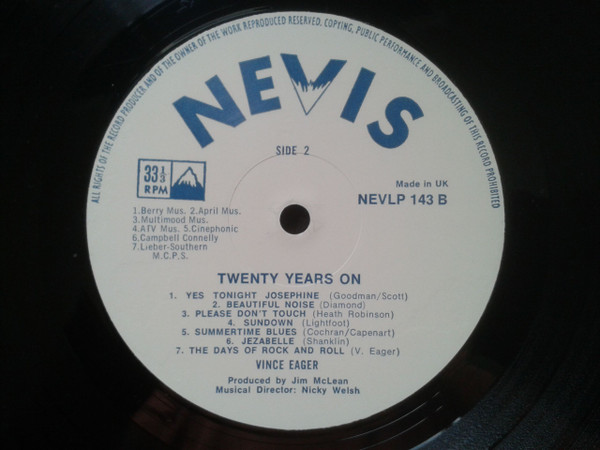 ALL RIGHTS OF THE RECORD PRODUCER AND OF THE OWNER OF THE WORK REPRODUCED RESERVED. COPYING, PUBLIC PERFORMANCE AND BROADCASTING OF THIS RECORD PROHIBITED
NEVIS
SIDE 2
33⅓
RPM
Made in UK
NEVLP 143 B
1.Berry Mus. 2.April Mus.
3.Multimood Mus.
4.ATV Mus. 5.Cinephonic
6.Campbell Connelly
7.Lieber-Southern
M.C.P.S.
TWENTY YEARS ON
1. YES TONIGHT JOSEPHINE (Goodman/Scott)
2. BEAUTIFUL NOISE (Diamond)
3. PLEASE DON'T TOUCH (Heath Robinson)
4. SUNDOWN (Lightfoot)
5. SUMMERTIME BLUES (Cochran/Capenart)
6. JEZABELLE (Shanklin)
7. THE DAYS OF ROCK AND ROLL (V. Eager)
VINCE EAGER
Produced by Jim McLean
Musical Director: Nicky Welsh